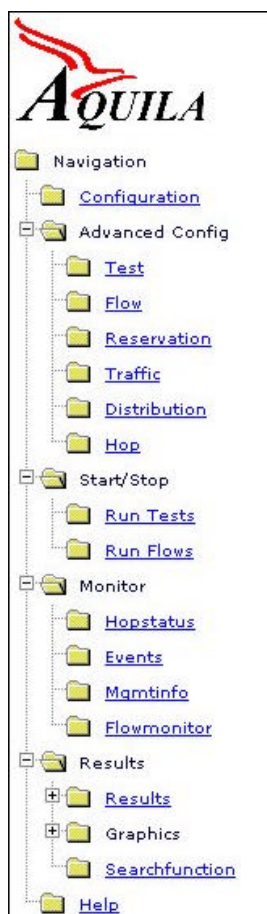 AQUILA
Navigation
Configuration
Advanced Config
Test
Flow
Reservation
Traffic
Distribution
Hop
Start/Stop
Run Tests
Run Flows
Monitor
Hopstatus
Events
Mgmtinfo
Flowmonitor
Results
Results
Graphics
Searchfunction
Help